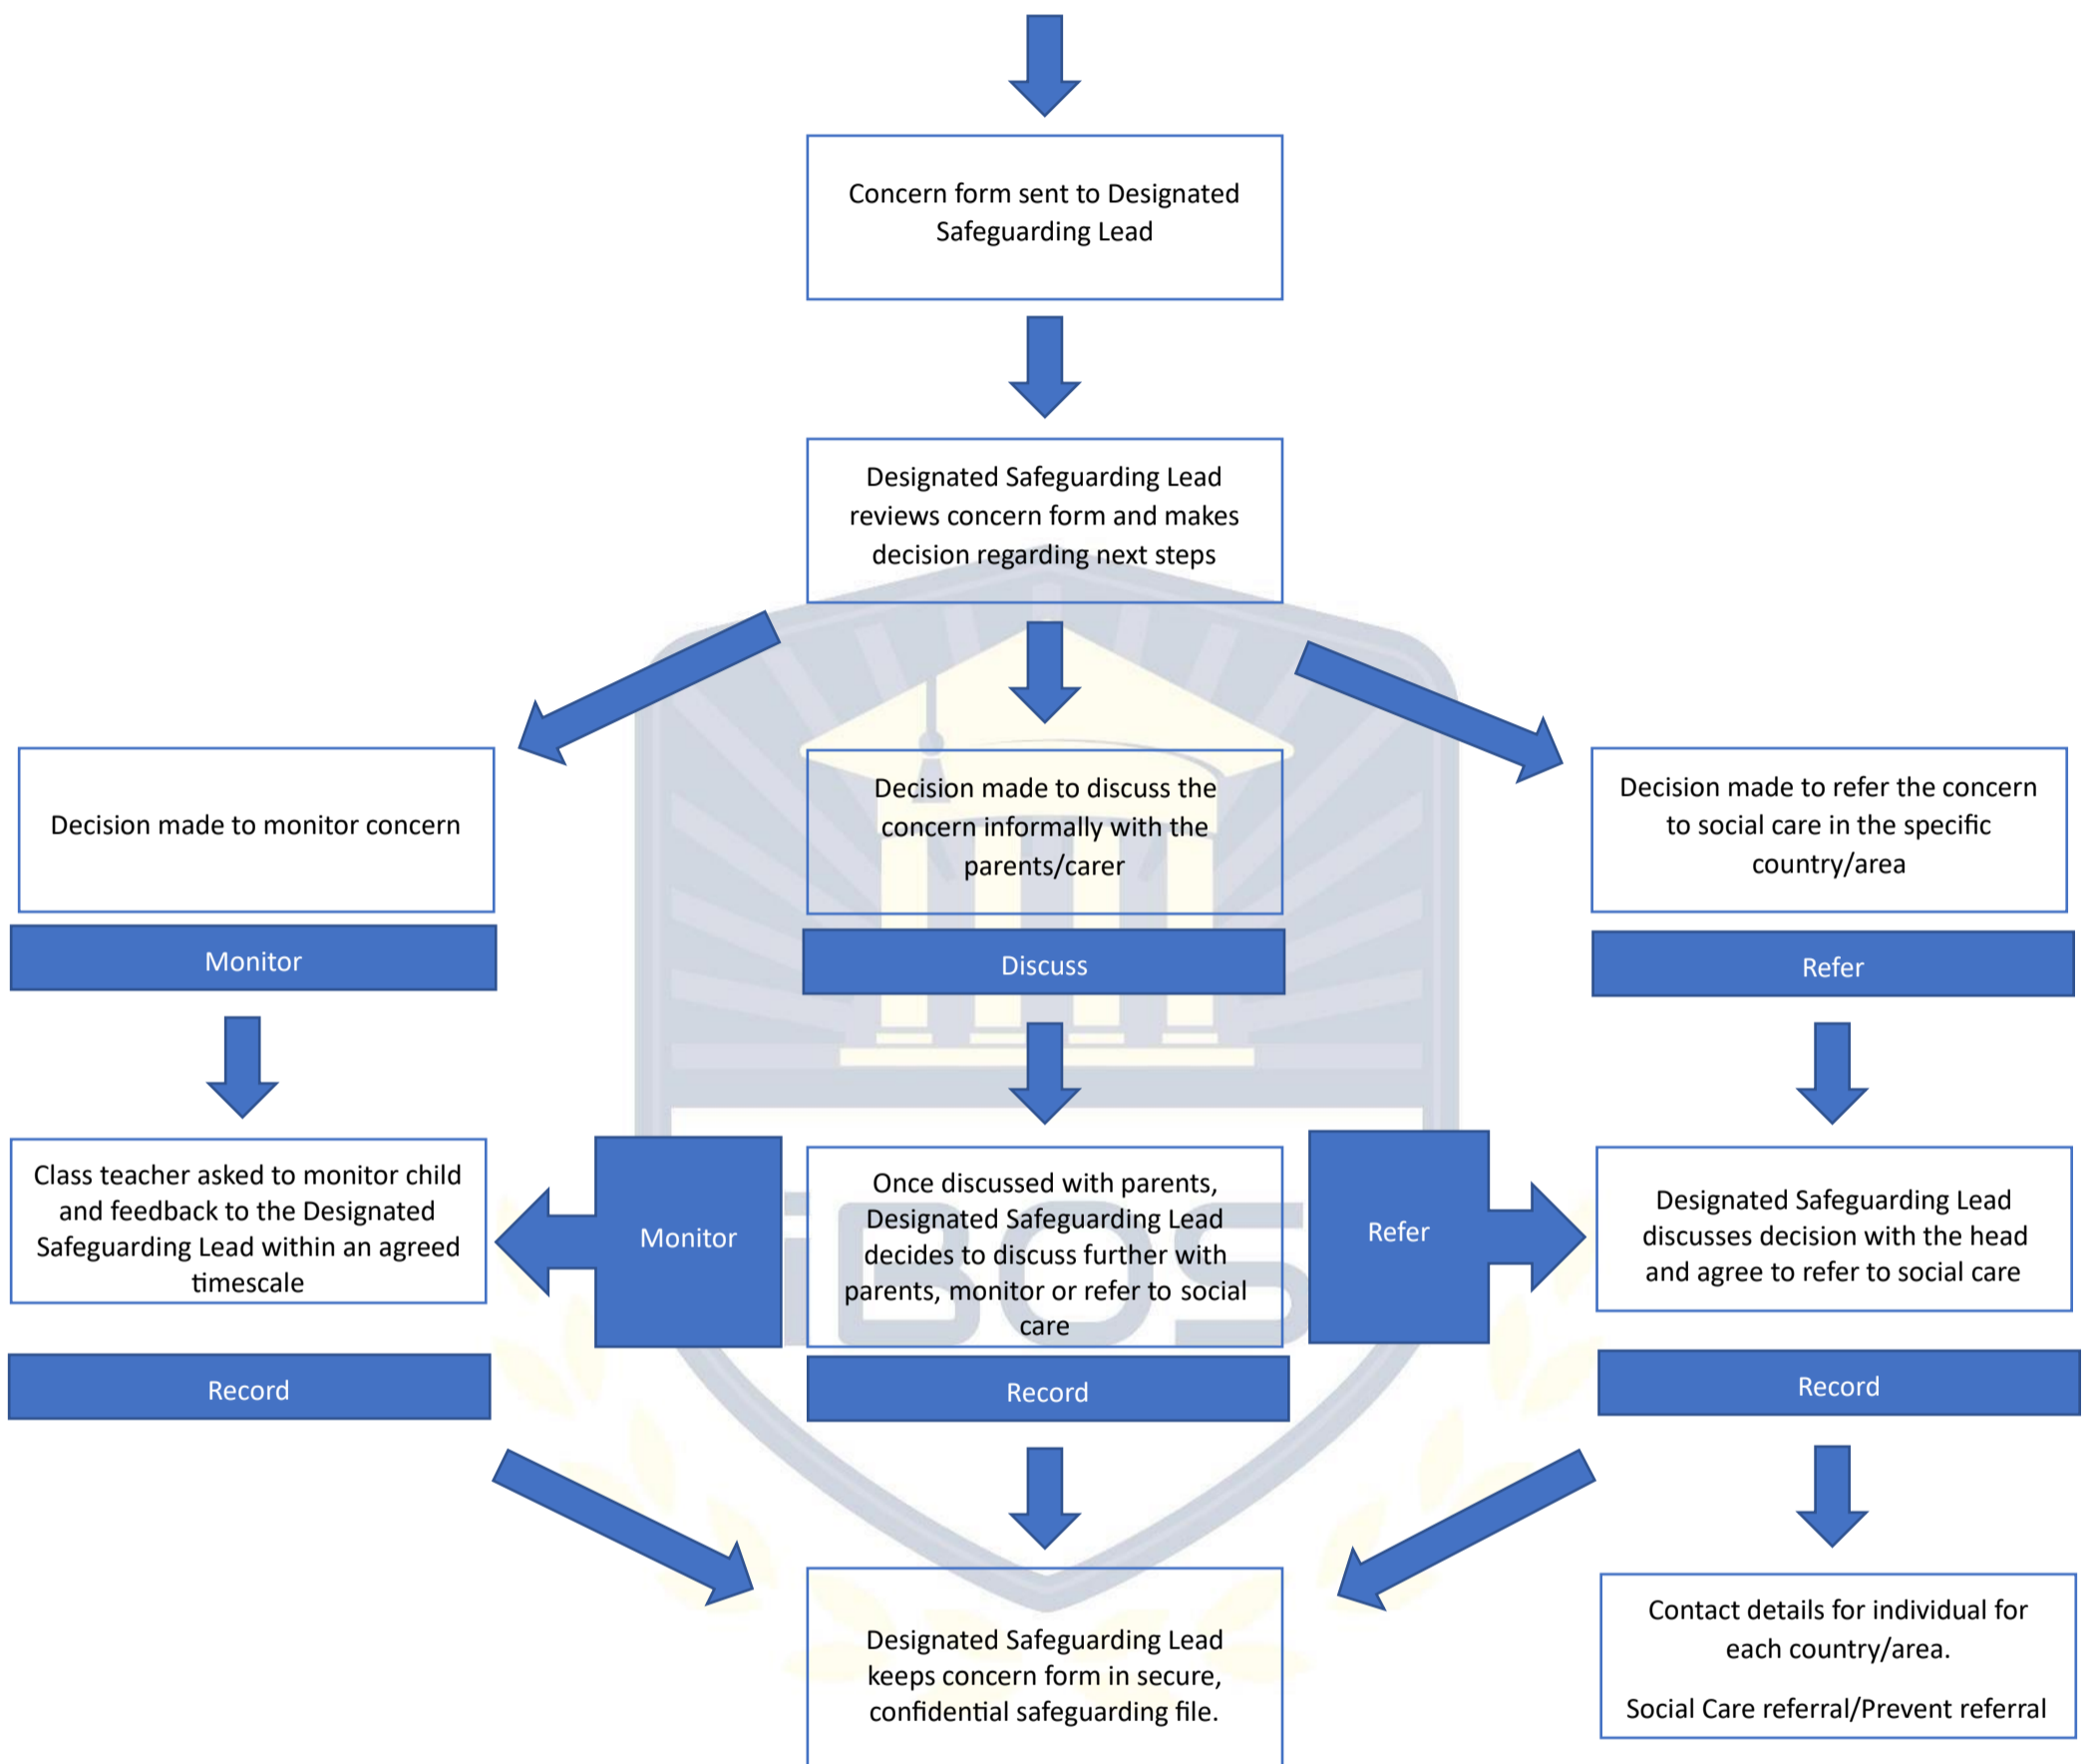 Concern form sent to Designated
Safeguarding Lead
Designated Safeguarding Lead
reviews concern form and makes
decision regarding next steps
Decision made to monitor concern
Decision made to discuss the
concern informally with the
parents/carer
Decision made to refer the concern
to social care in the specific
country/area
Monitor
Discuss
Refer
Class teacher asked to monitor child
and feedback to the Designated
Safeguarding Lead within an agreed
timescale
Monitor
Once discussed with parents,
Designated Safeguarding Lead
decides to discuss further with
parents, monitor or refer to social
care
Refer
Designated Safeguarding Lead
discusses decision with the head
and agree to refer to social care
iBOS
Record
Record
Record
Designated Safeguarding Lead
keeps concern form in secure,
confidential safeguarding file.
Contact details for individual for
each country/area.
Social Care referral/Prevent referral